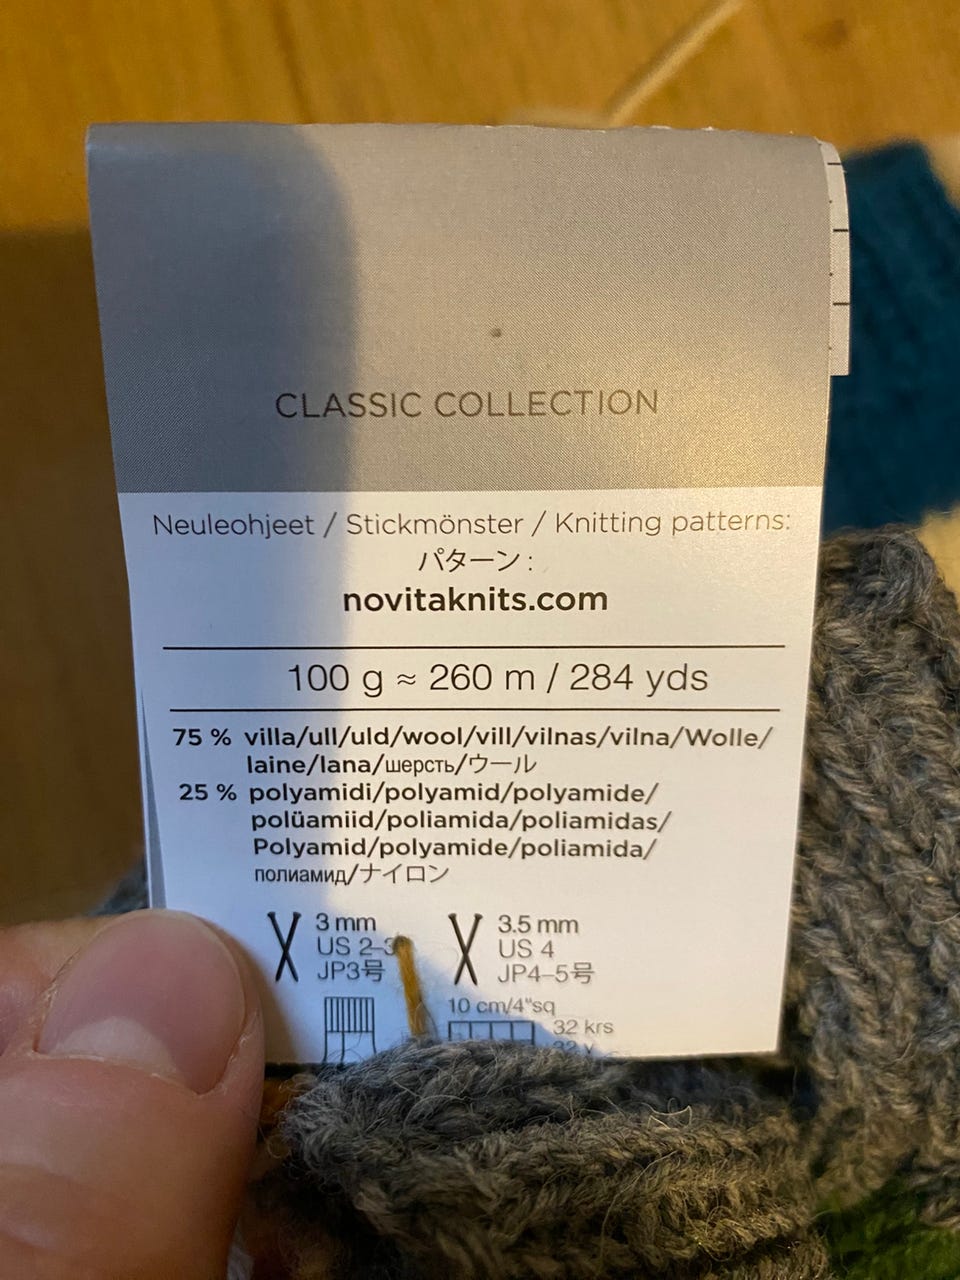 CLASSIC COLLECTION
Neuleohjeet / Stickmönster / Knitting patterns:
パターン :
novitaknits.com
100 g ≈ 260 m / 284 yds
75 % villa/ull/uld/wool/vill/vilnas/vilna/Wolle/
laine/lana/шерсть/ウール
25 % polyamidi/polyamid/polyamide/
polüamiid/poliamida/poliamidas/
Polyamid/polyamide/poliamida/
полиамид/ナイロン
3 mm
US 2-3
JP3号
3.5 mm
US 4
JP4-5号
10 cm/4"sq
32 krs